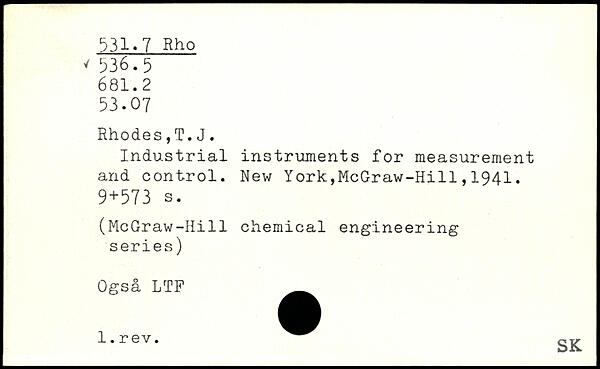 531.7 Rho
✓ 536.5
681.2
53.07
Rhodes,T.J.
Industrial instruments for measurement
and control. New York,McGraw-Hill,1941.
9+573 s.
(McGraw-Hill chemical engineering
series)
Også LTF
1.rev.
SK